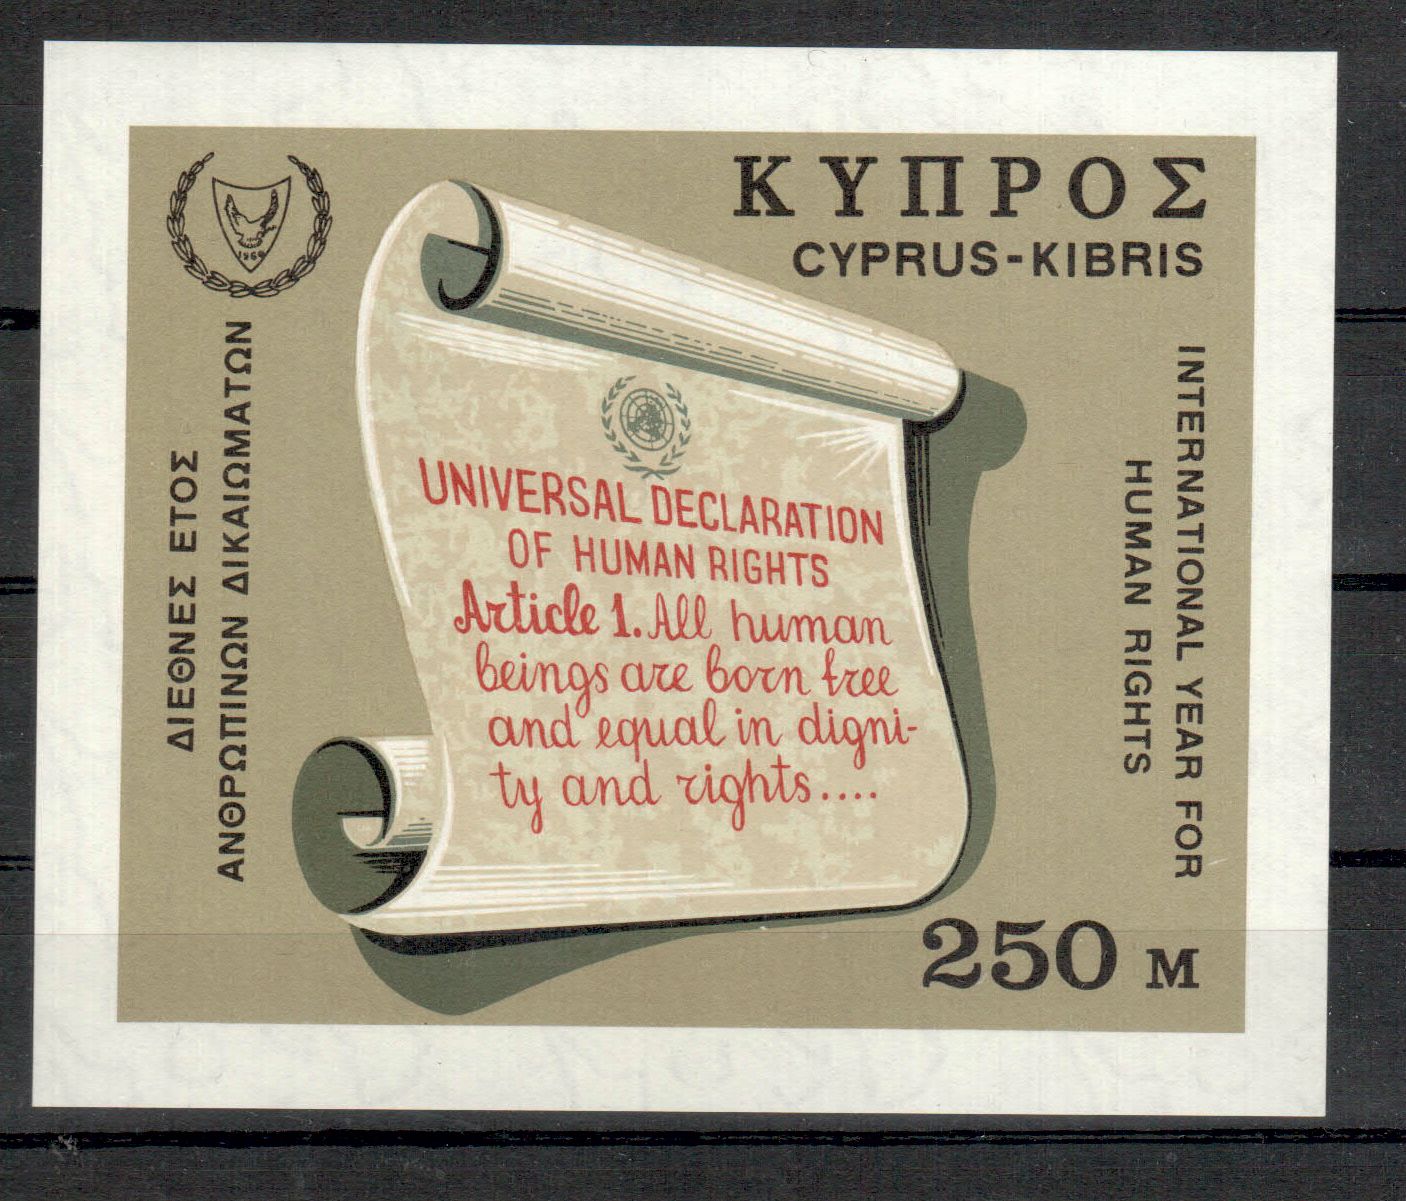 ΚΥΠΡΟΣ
CYPRUS-KIBRIS
1960
ΔΙΕΘΝΕΣ ΕΤΟΣ
ΑΝΘΡΩΠΙΝΩΝ ΔΙΚΑΙΩΜΑΤΩΝ
UNIVERSAL DECLARATION
OF HUMAN RIGHTS
Article 1. All human
beings are born free
and equal in digni-
ty and rights....
INTERNATIONAL YEAR FOR
HUMAN RIGHTS
250 M